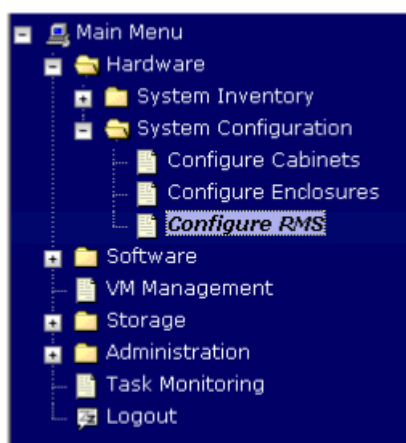 Main Menu
Hardware
System Inventory
System Configuration
Configure Cabinets
Configure Enclosures
Configure RMS
Software
VM Management
Storage
Administration
Task Monitoring
Logout